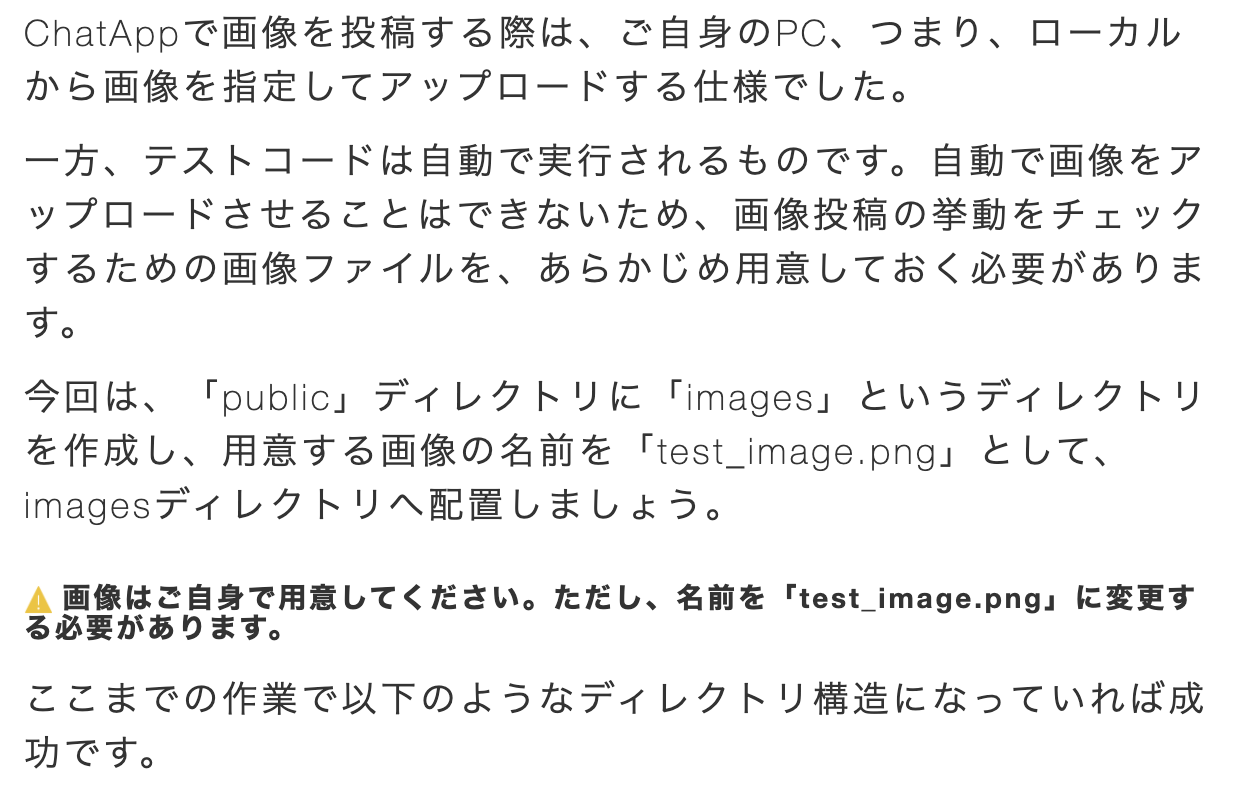 ChatAppで画像を投稿する際は、ご自身のPC、つまり、ローカル
から画像を指定してアップロードする仕様でした。
一方、テストコードは自動で実行されるものです。自動で画像をア
ップロードさせることはできないため、画像投稿の挙動をチェック
するための画像ファイルを、あらかじめ用意しておく必要がありま
す。
今回は、「public」ディレクトリに「images」というディレクトリ
を作成し、用意する画像の名前を「test_image.png」として、
imagesディレクトリへ配置しましょう。
⚠️ 画像はご自身で用意してください。ただし、名前を「test_image.png」に変更す
る必要があります。
ここまでの作業で以下のようなディレクトリ構造になっていれば成
功です。